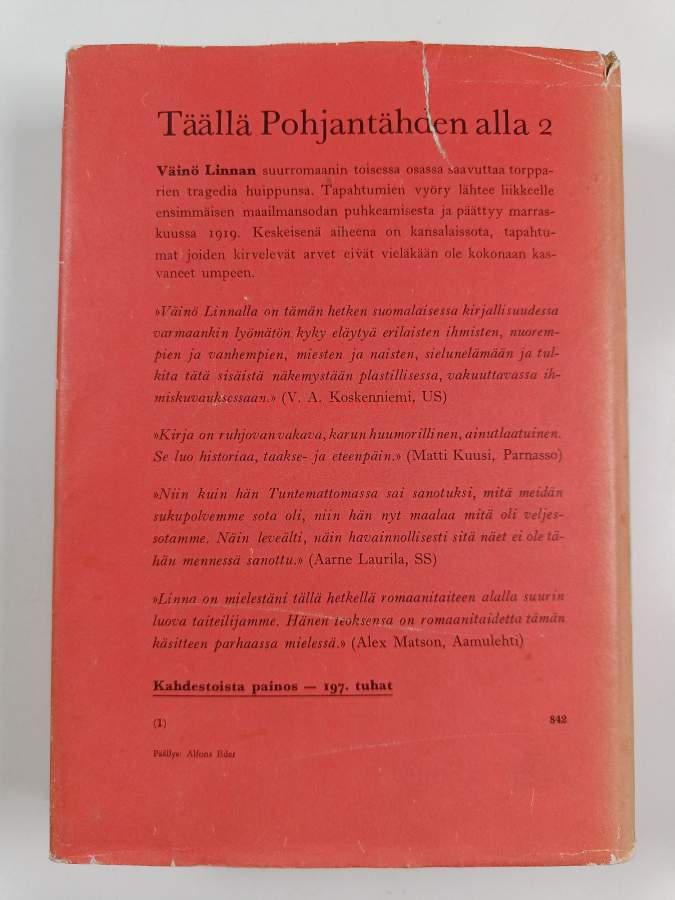 Täällä Pohjantähden alla 2
Väinö Linnan suurromaanin toisessa osassa saavuttaa torppa-
rien tragedia huippunsa. Tapahtumien vyöry lähtee liikkeelle
ensimmäisen maailmansodan puhkeamisesta ja päättyy marras-
kuussa 1919. Keskeisenä aiheena on kansalaissota, tapahtu-
mat joiden kirvelevät arvet eivät vieläkään ole kokonaan kas-
vaneet umpeen.
»Väinö Linnalla on tämän hetken suomalaisessa kirjallisuudessa
varmaankin lyömätön kyky eläytyä erilaisten ihmisten, nuorem-
pien ja vanhempien, miesten ja naisten, sielunelämään ja tul-
kita tätä sisäistä näkemystään plastillisessa, vakuuttavassa ih-
miskuvauksessaan.» (V. A. Koskenniemi, US)
»Kirja on ruhjovan vakava, karun huumorillinen, ainutlaatuinen.
Se luo historiaa, taakse- ja eteenpäin.» (Matti Kuusi, Parnasso)
»Niin kuin hän Tuntemattomassa sai sanotuksi, mitä meidän
sukupolvemme sota oli, niin hän nyt maalaa mitä oli veljes-
sotamme. Näin leveälti, näin havainnollisesti sitä näet ei ole tä-
hän mennessä sanottu.» (Aarne Laurila, SS)
»Linna on mielestäni tällä hetkellä romaanitaiteen alalla suurin
luova taiteilijamme. Hänen teoksensa on romaanitaidetta tämän
käsitteen parhaassa mielessä.» (Alex Matson, Aamulehti)
Kahdestoista painos — 197. tuhat
(1) 842
Päällys: Alfons Eder